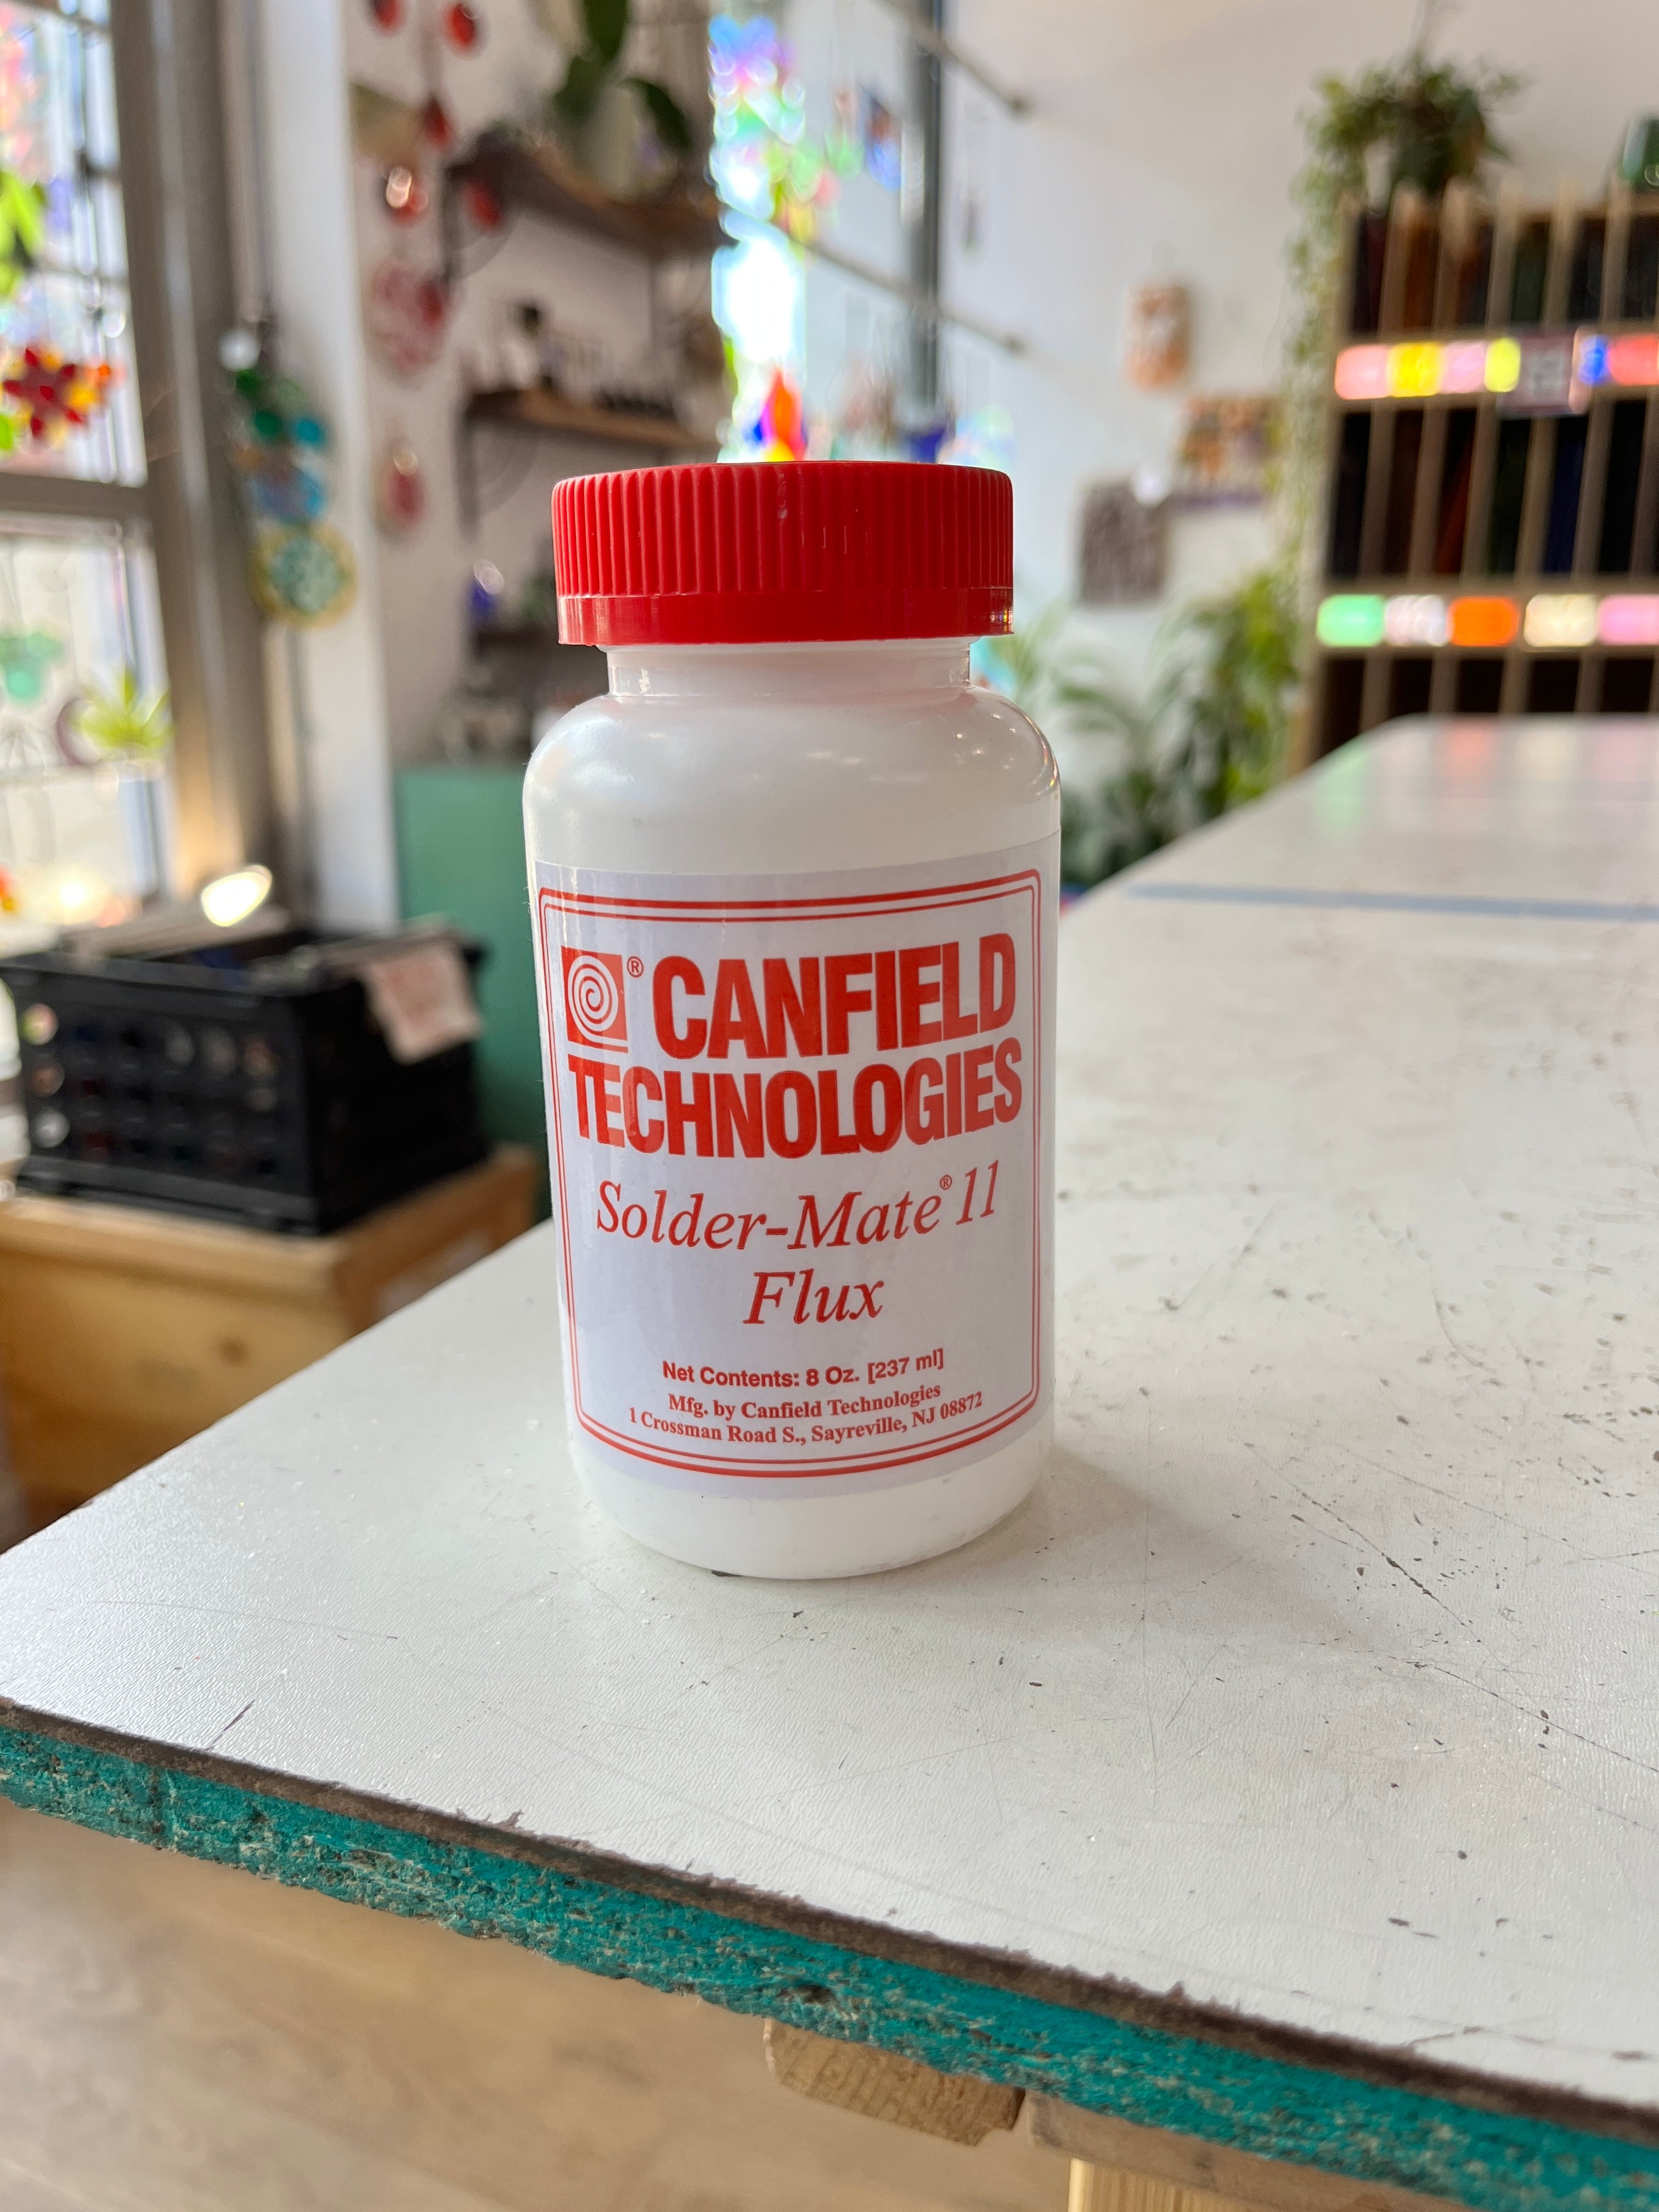 ® CANFIELD
TECHNOLOGIES
Solder-Mate® 11
Flux
Net Contents: 8 Oz. [237 ml]
Mfg. by Canfield Technologies
1 Crossman Road S., Sayreville, NJ 08872